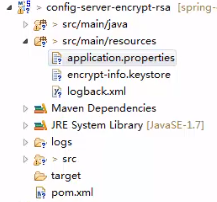 config-server-encrypt-rsa [spring-
> src/main/java
> src/main/resources
application.properties
encrypt-info.keystore
logback.xml
Maven Dependencies
JRE System Library [JavaSE-1.7]
logs
> src
target
pom.xml